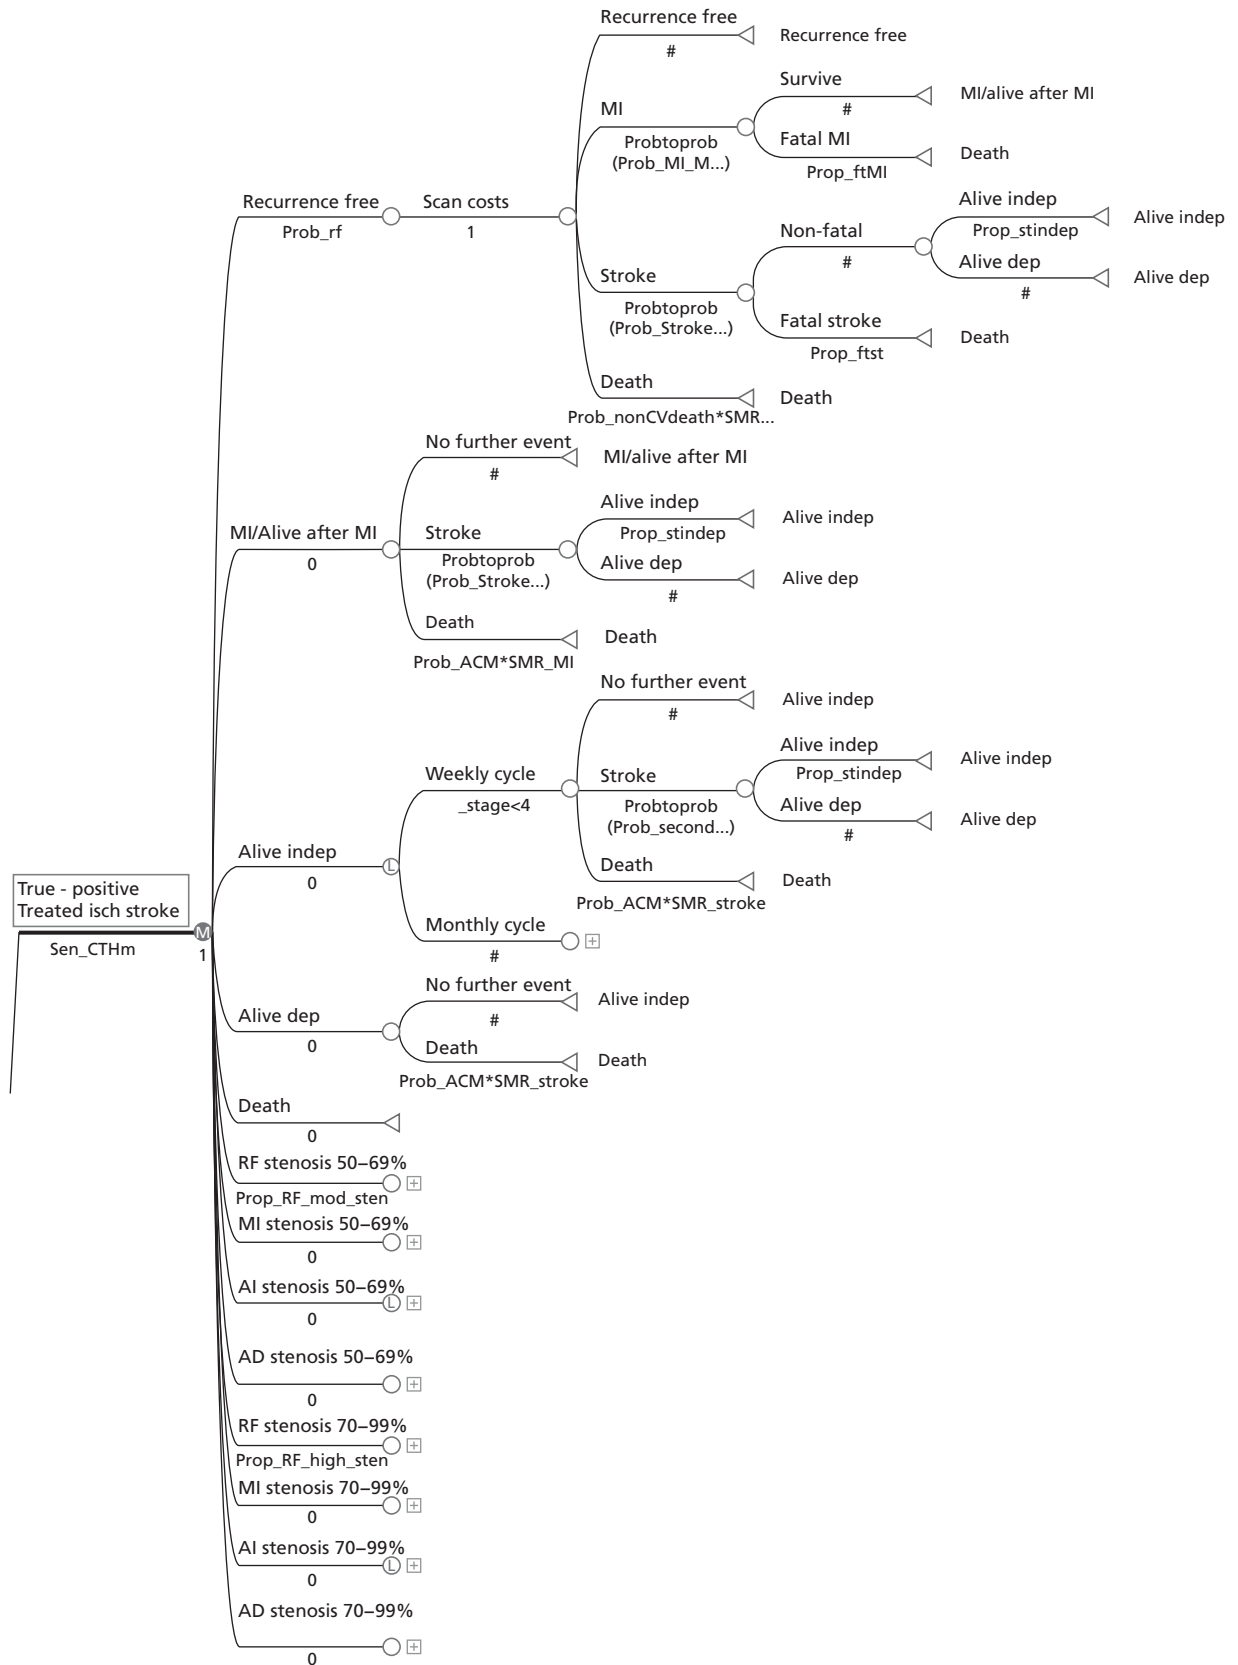 Recurrence free
#
Recurrence free
Survive
#
MI/alive after MI
MI
Probtoprob
(Prob_MI_M...)
Fatal MI
Prop_ftMI
Death
Recurrence free
Prob_rf
Scan costs
1
Alive indep
Prop_stindep
Alive indep
Non-fatal
#
Alive dep
#
Alive dep
Stroke
Probtoprob
(Prob_Stroke...)
Fatal stroke
Prop_ftst
Death
Death
Prob_nonCVdeath*SMR...
Death
No further event
#
MI/alive after MI
MI/Alive after MI
0
Stroke
Probtoprob
(Prob_Stroke...)
Alive indep
Prop_stindep
Alive indep
Alive dep
#
Alive dep
Death
Prob_ACM*SMR_MI
Death
No further event
#
Alive indep
Weekly cycle
_stage<4
Stroke
Probtoprob
(Prob_second...)
Alive indep
Prop_stindep
Alive indep
Alive dep
#
Alive dep
Alive indep
0
L
Death
Prob_ACM*SMR_stroke
Death
Monthly cycle
#
True - positive
Treated isch stroke
Sen_CTHm
M
1
No further event
#
Alive indep
Alive dep
0
Death
Prob_ACM*SMR_stroke
Death
Death
0
RF stenosis 50–69%
Prop_RF_mod_sten
MI stenosis 50–69%
0
AI stenosis 50–69%
L
0
AD stenosis 50–69%
0
RF stenosis 70–99%
Prop_RF_high_sten
MI stenosis 70–99%
0
AI stenosis 70–99%
L
0
AD stenosis 70–99%
0